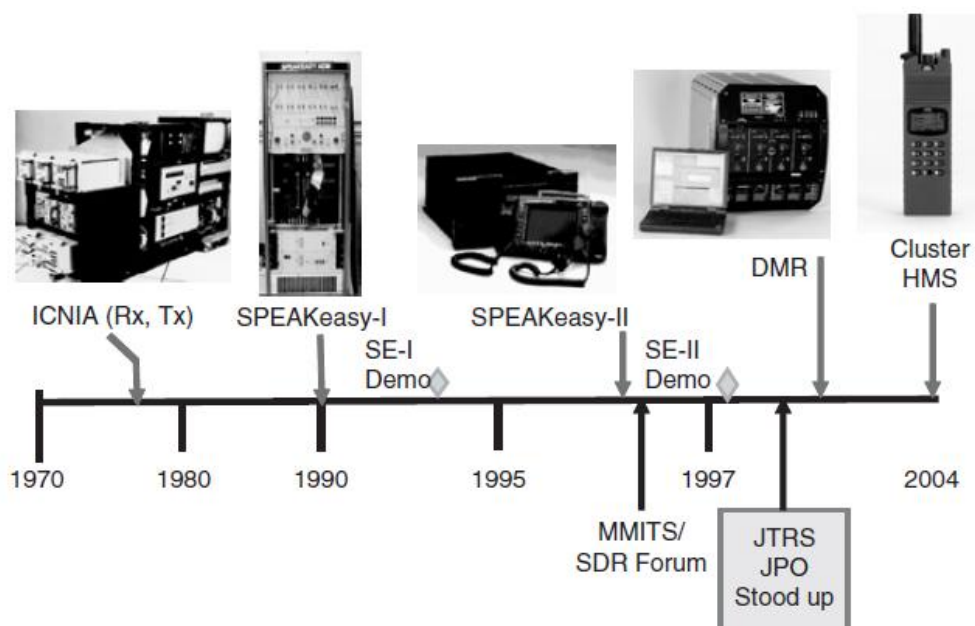 SPEAKEASY
ICNIA (Rx, Tx)
SPEAKeasy-I
SPEAKeasy-II
DMR
Cluster
HMS
SE-I
Demo
SE-II
Demo
1970
1980
1990
1995
1997
2004
MMITS/
SDR Forum
JTRS
JPO
Stood up